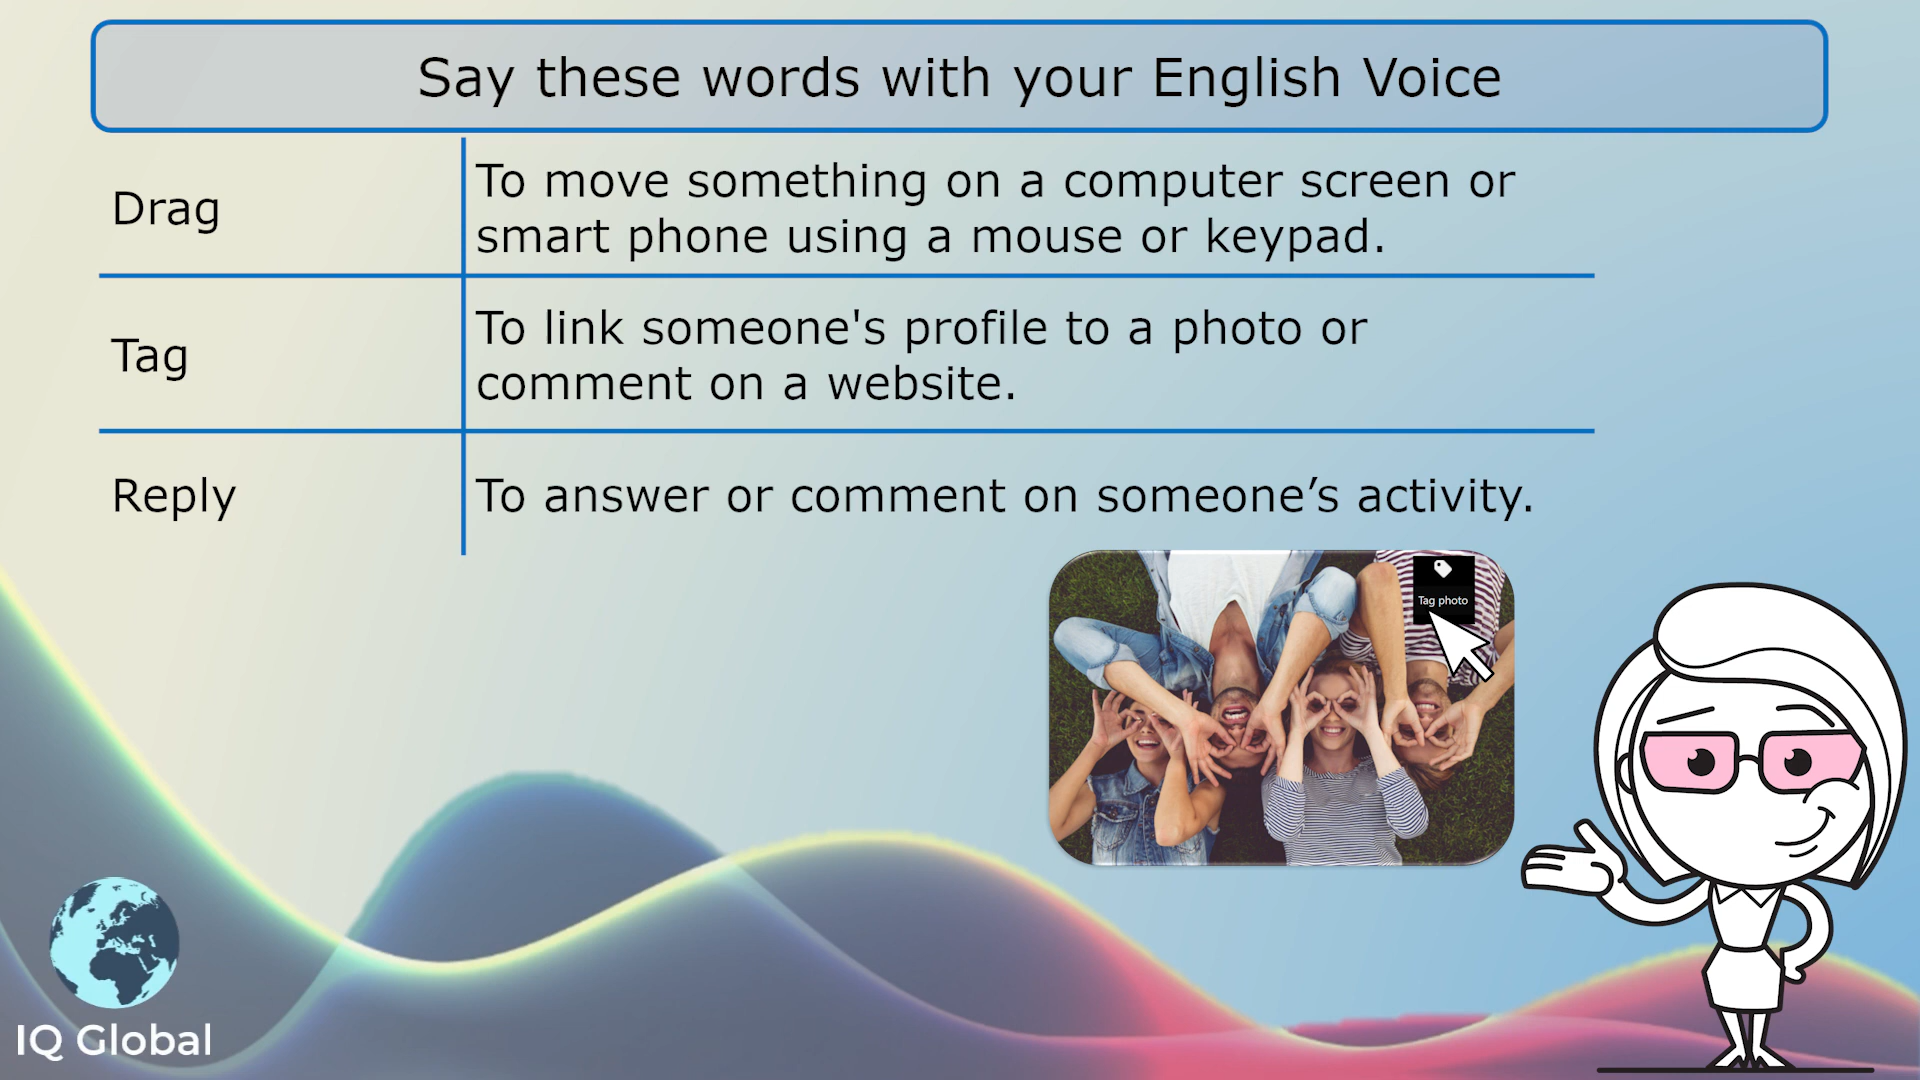 Say these words with your English Voice
Drag
To move something on a computer screen or
smart phone using a mouse or keypad.
Tag
To link someone's profile to a photo or
comment on a website.
Reply
To answer or comment on someone’s activity.
Tag photo
IQ Global